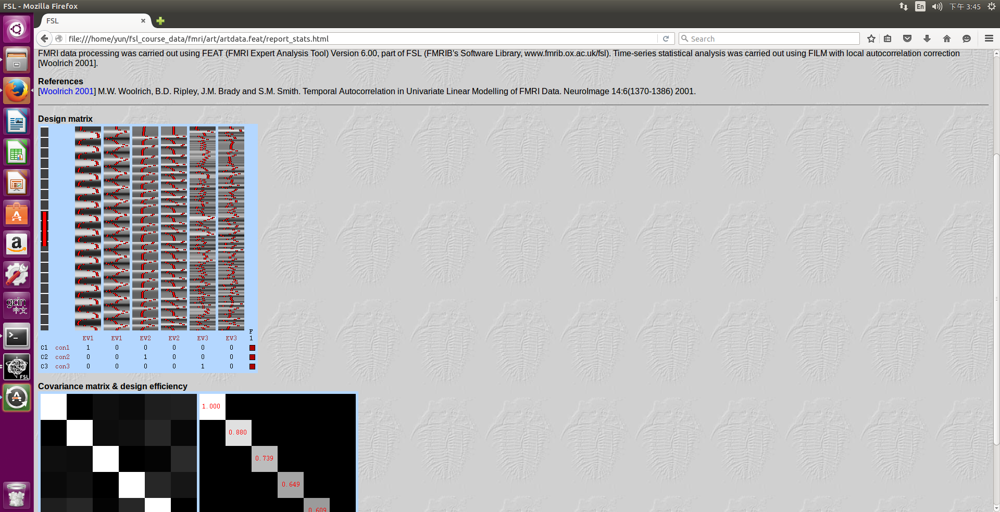 FSL - Mozilla Firefox
En
下午 3:45
FSL
file:///home/yun/fsl_course_data/fmri/art/artdata.feat/report_stats.html
Search
FMRI data processing was carried out using FEAT (FMRI Expert Analysis Tool) Version 6.00, part of FSL (FMRIB's Software Library, www.fmrib.ox.ac.uk/fsl). Time-series statistical analysis was carried out using FILM with local autocorrelation correction
[Woolrich 2001].
References
[Woolrich 2001] M.W. Woolrich, B.D. Ripley, J.M. Brady and S.M. Smith. Temporal Autocorrelation in Univariate Linear Modelling of FMRI Data. NeuroImage 14:6(1370-1386) 2001.
Design matrix
F
EV1 EV1 EV2 EV2 EV3 EV3 1
C1 con1 1 0 0 0 0 0
C2 con2 0 0 1 0 0 0
C3 con3 0 0 0 0 1 0
Covariance matrix & design efficiency
1.000
0.880
0.739
0.649
0.609
a
gcin
中文
FSL